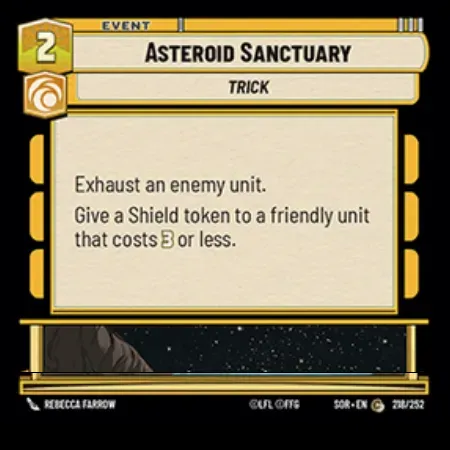 EVENT
2
ASTEROID SANCTUARY
TRICK
Exhaust an enemy unit.
Give a Shield token to a friendly unit
that costs 3 or less.
REBECCA FARROW
©LFL ©FFG
SOR • EN
218/252